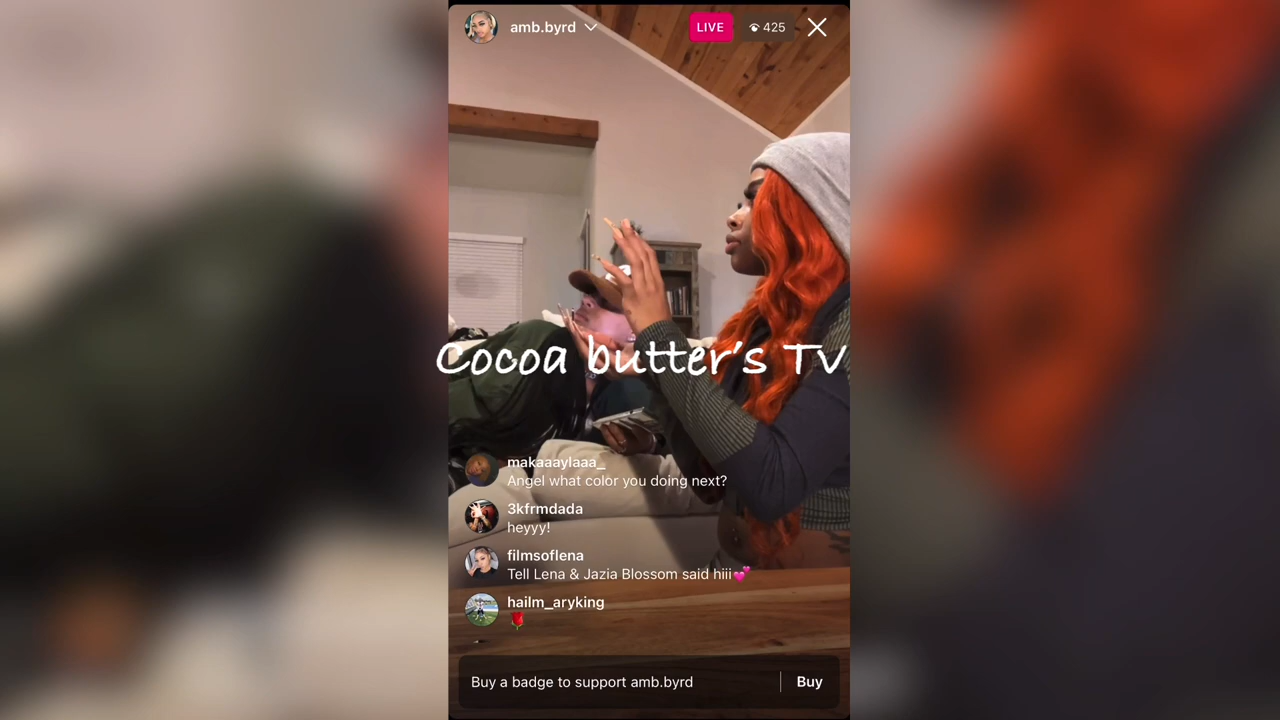 amb.byrd
LIVE
425
Cocoa butter's Tv
makaaaylaaa_
Angel what color you doing next?
3kfrmdada
heyyy!
filmsoflena
Tell Lena & Jazia Blossom said hiii💕
hailm_aryking
🌹
Buy a badge to support amb.byrd
Buy